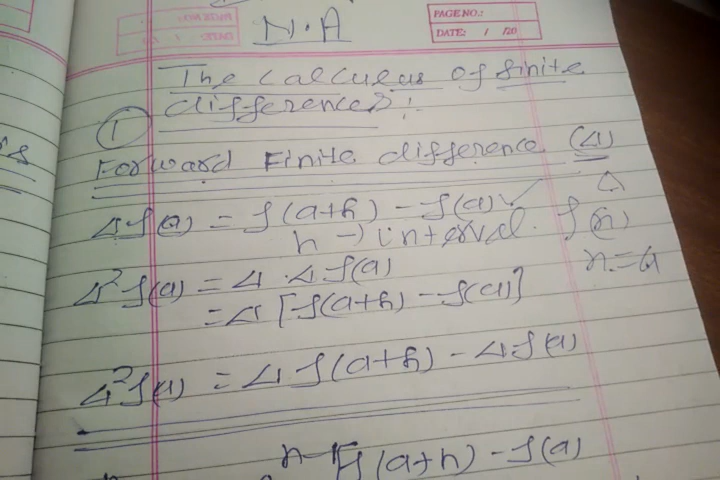 N.A
PAGE NO.:
DATE: / /20
The Calculus of finite
differences:-
①
Forward Finite difference (Δ)
Δ
Δf(a) = f(a+h) - f(a) ✓
h → interval. f(n)
n = a
Δ²f(a) = Δ . Δf(a)
= Δ [f(a+h) - f(a)]
Δ²f(a) = Δf(a+h) - Δf(a)
f(a+h) - f(a)